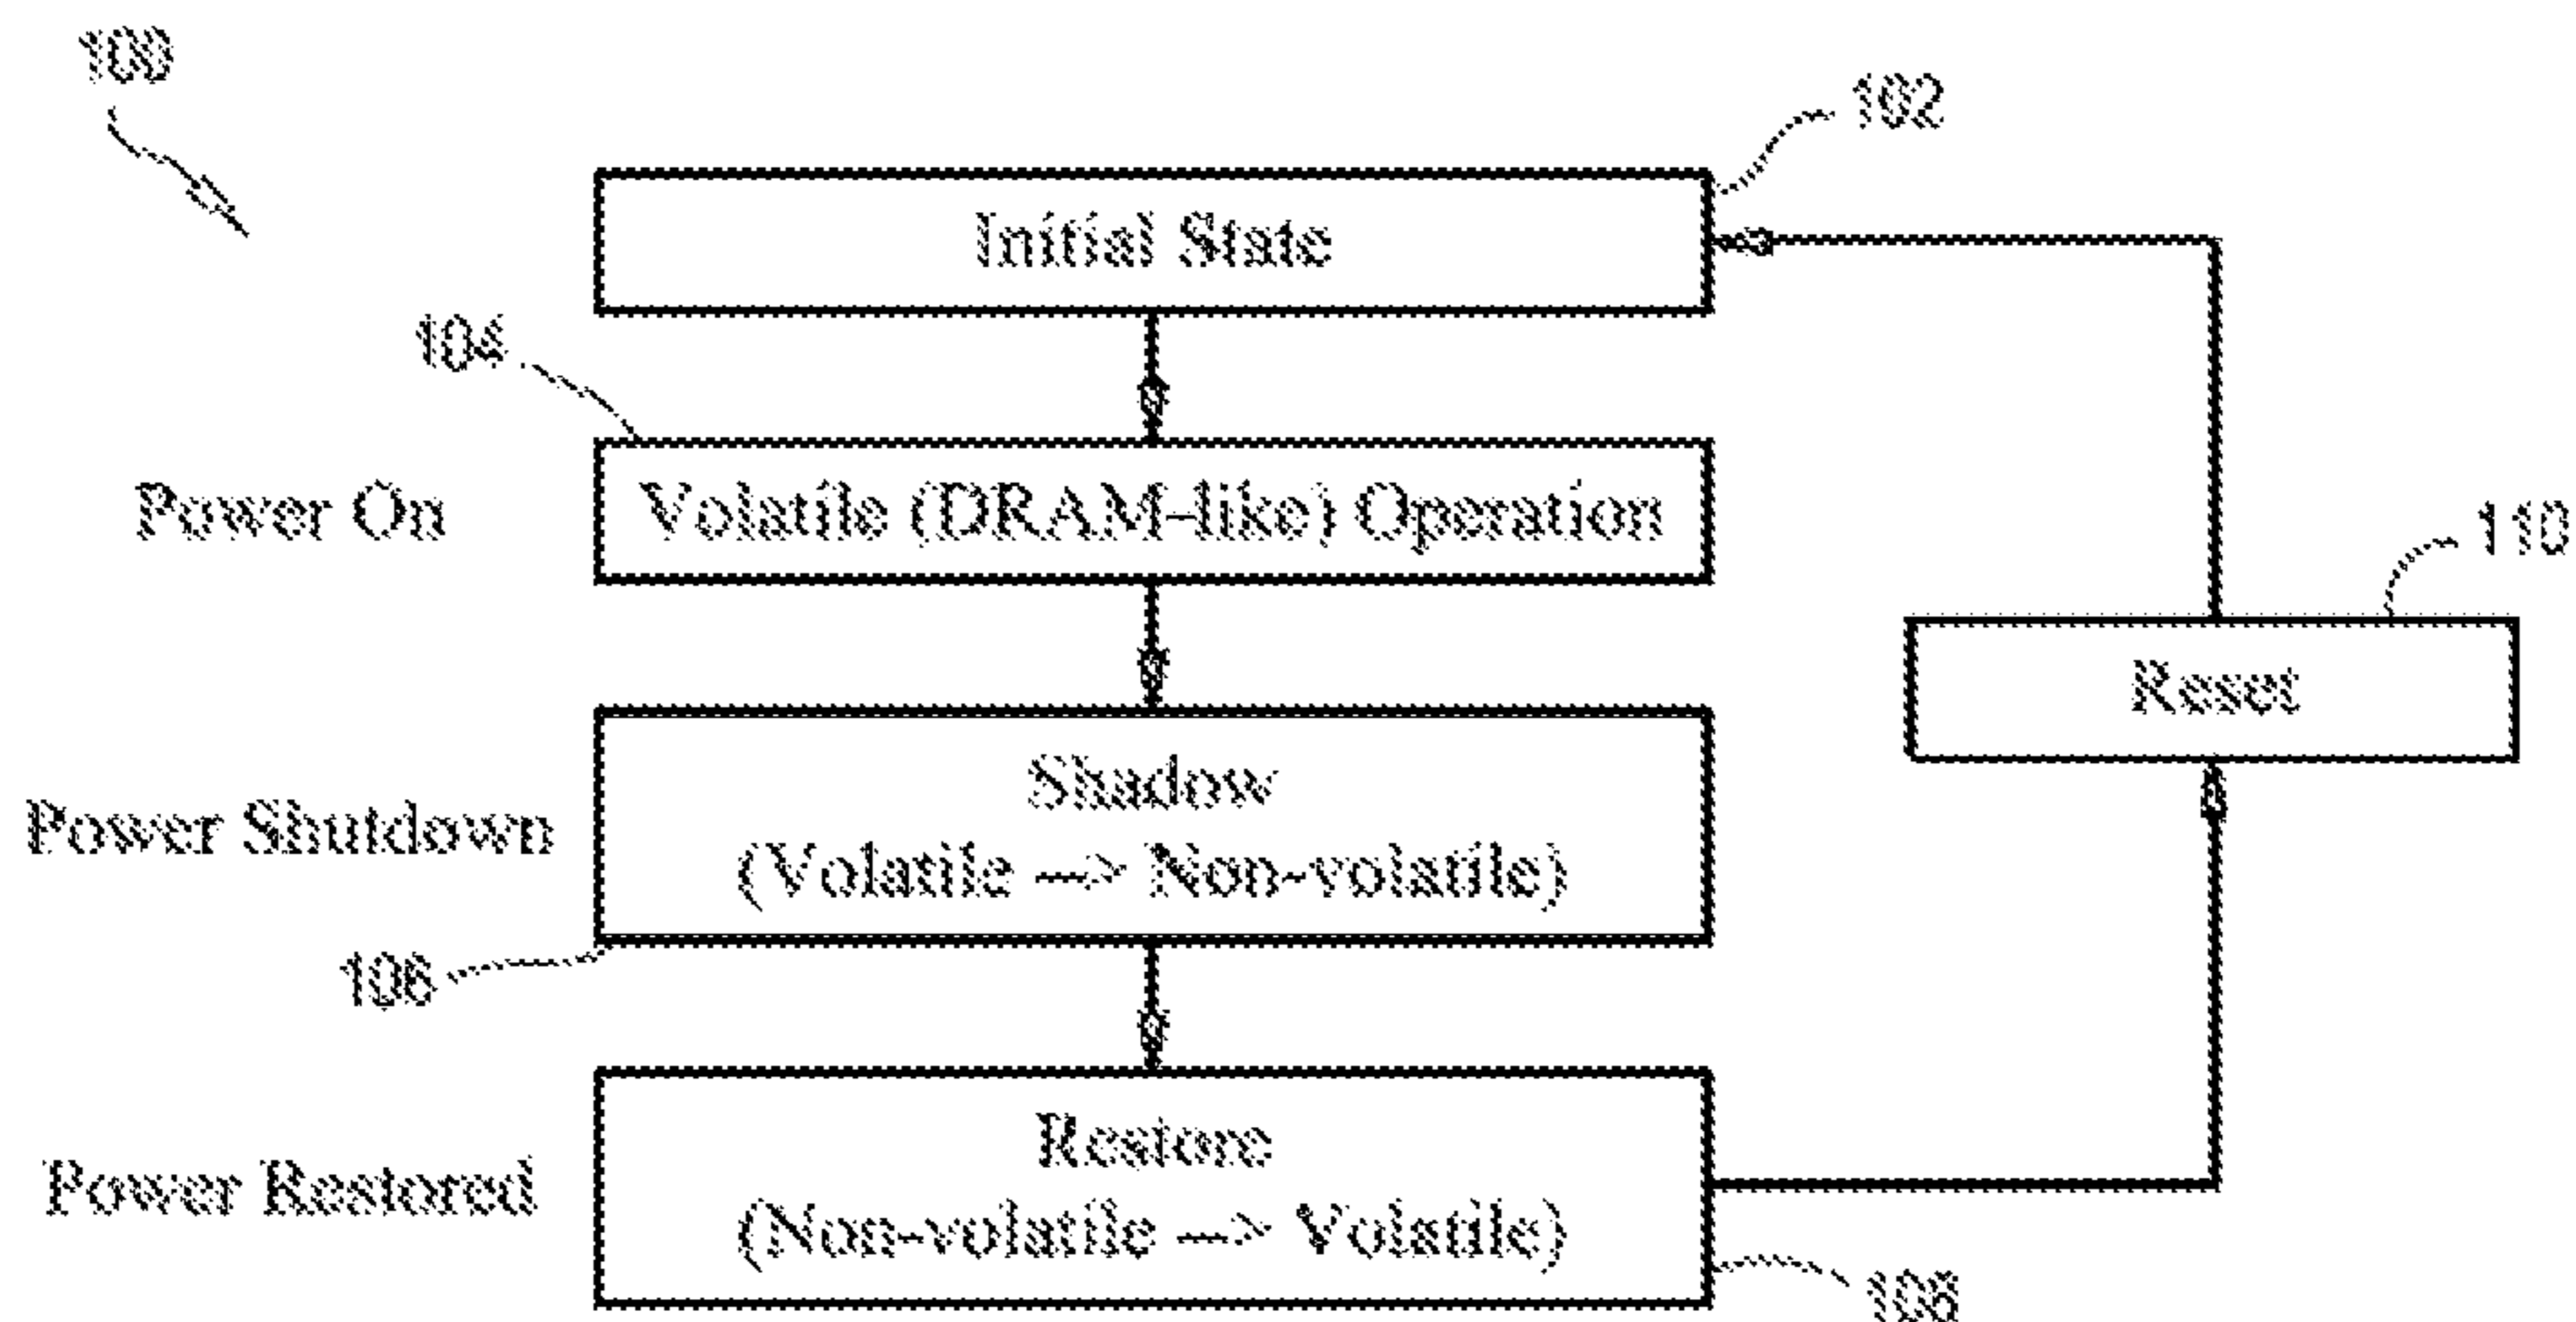 100
102
Initial State
104
Power On
Volatile (DRAM-like) Operation
110
Reset
Power Shutdown
Shadow
(Volatile --> Non-volatile)
106
Power Restored
Restore
(Non-volatile --> Volatile)
108